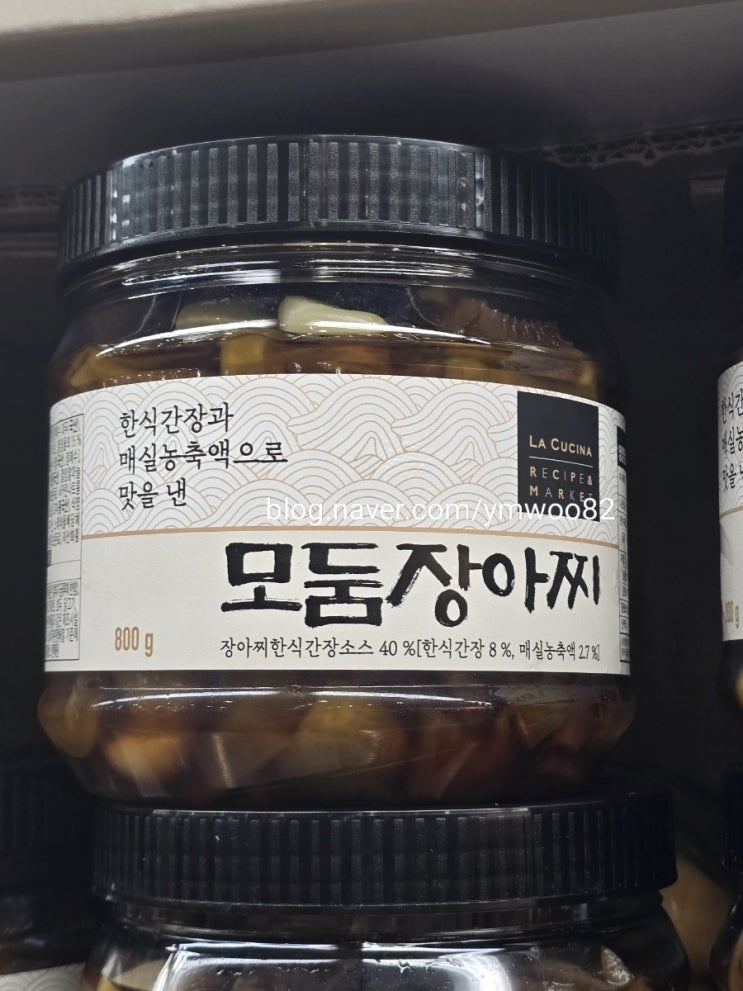 한식간장과
매실농축액으로
맛을 낸
LA CUCINA
RECIPE&
MARKET
blog.naver.com/ymwoo82
모둠장아찌
800 g
장아찌한식간장소스 40 %[한식간장 8 %, 매실농축액 2.7 %]